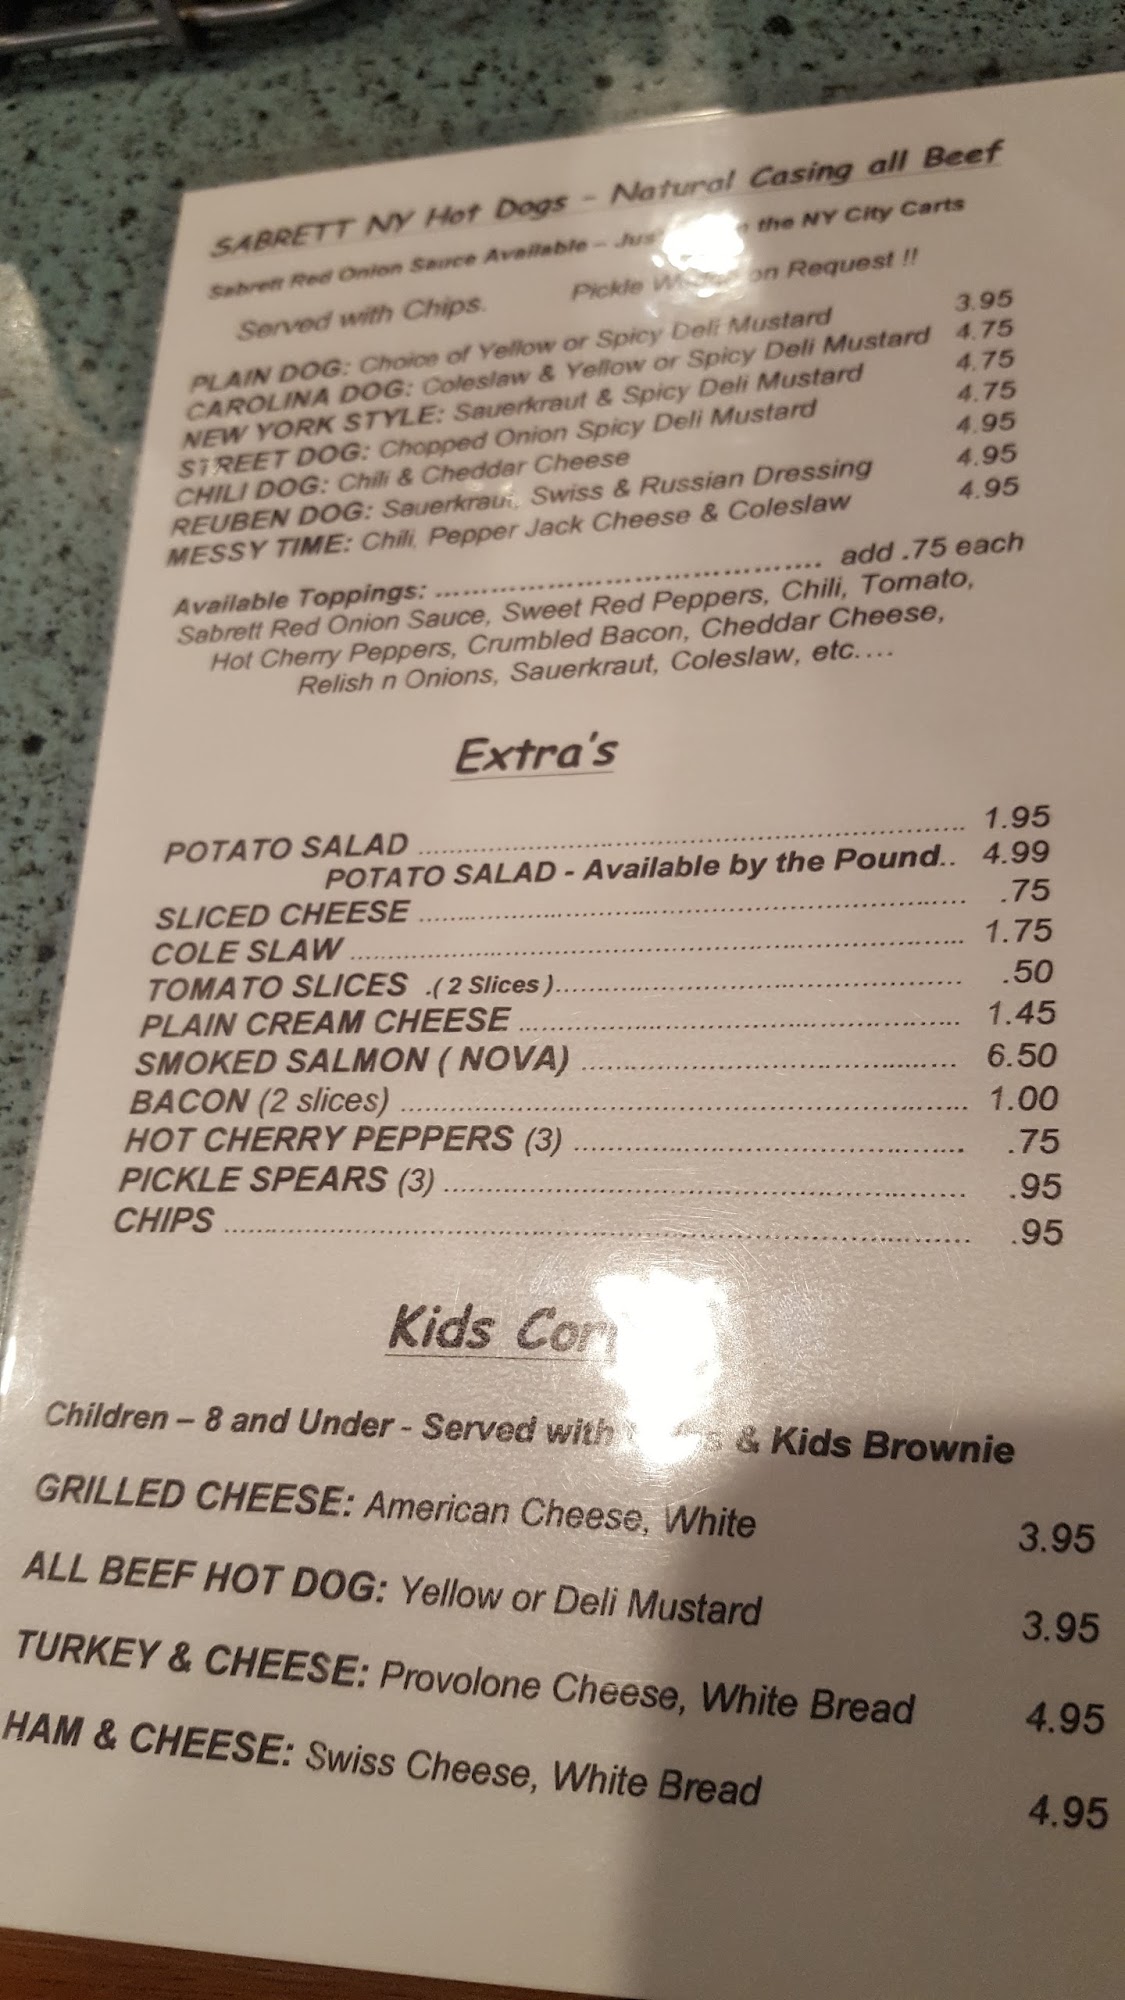 SABRETT NY Hot Dogs - Natural Casing all Beef
Sabrett Red Onion Sauce Available – the NY City Carts
Served with Chips. Pickle on Request !!
PLAIN DOG: Choice of Yellow or Spicy Deli Mustard 3.95
CAROLINA DOG: Coleslaw & Yellow or Spicy Deli Mustard 4.75
NEW YORK STYLE: Sauerkraut & Spicy Deli Mustard 4.75
STREET DOG: Chopped Onion Spicy Deli Mustard 4.75
CHILI DOG: Chili & Cheddar Cheese 4.95
REUBEN DOG: Sauerkraut, Swiss & Russian Dressing 4.95
MESSY TIME: Chili, Pepper Jack Cheese & Coleslaw 4.95
Available Toppings: ........................................ add .75 each
Sabrett Red Onion Sauce, Sweet Red Peppers, Chili, Tomato,
Hot Cherry Peppers, Crumbled Bacon, Cheddar Cheese,
Relish n Onions, Sauerkraut, Coleslaw, etc....
Extra's
POTATO SALAD ........................................ 1.95
POTATO SALAD - Available by the Pound.. 4.99
SLICED CHEESE ........................................ .75
COLE SLAW ........................................ 1.75
TOMATO SLICES .( 2 Slices )........................................ .50
PLAIN CREAM CHEESE ........................................ 1.45
SMOKED SALMON ( NOVA) ........................................ 6.50
BACON (2 slices) ........................................ 1.00
HOT CHERRY PEPPERS (3) ........................................ .75
PICKLE SPEARS (3) ........................................ .95
CHIPS ........................................ .95
Kids
Children – 8 and Under - Served with & Kids Brownie
GRILLED CHEESE: American Cheese, White 3.95
ALL BEEF HOT DOG: Yellow or Deli Mustard 3.95
TURKEY & CHEESE: Provolone Cheese, White Bread 4.95
HAM & CHEESE: Swiss Cheese, White Bread 4.95